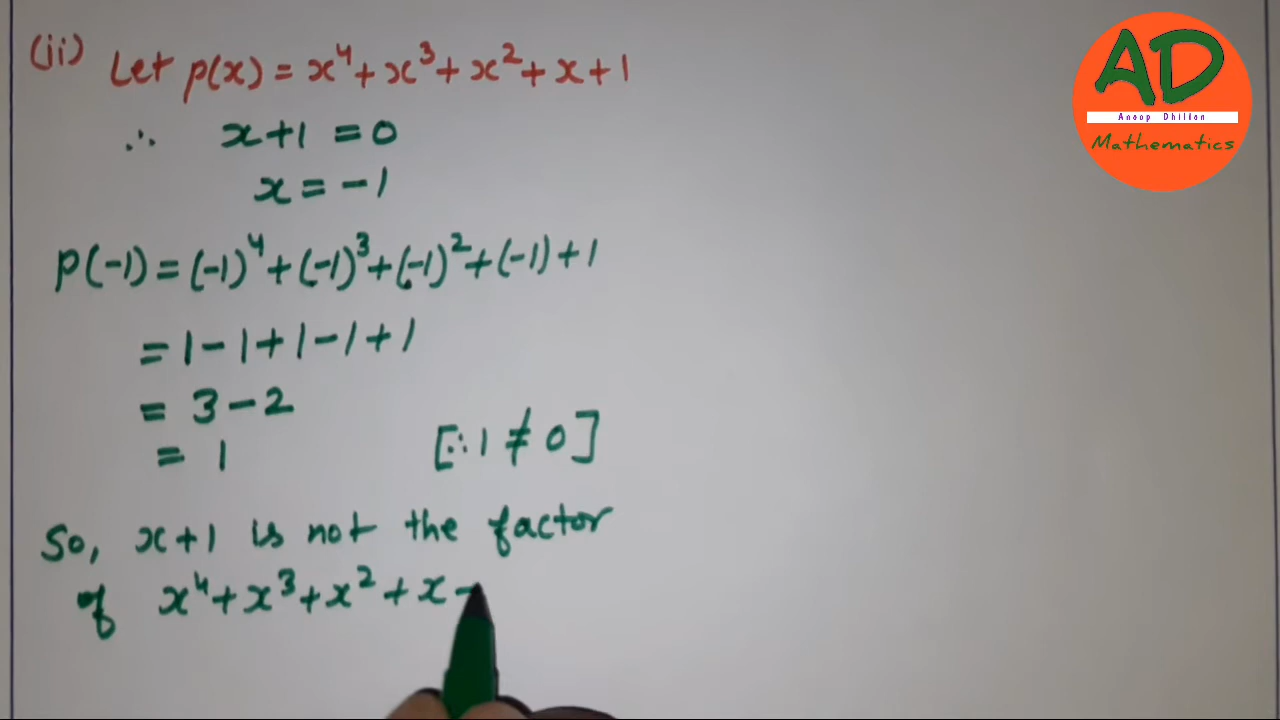 (ii) Let p(x) = x⁴ + x³ + x² + x + 1
∴ x+1 = 0
x = -1
P(-1) = (-1)⁴ + (-1)³ + (-1)² + (-1) + 1
= 1 - 1 + 1 - 1 + 1
= 3 - 2
= 1 [∴ 1 ≠ 0]
So, x+1 is not the factor
of x⁴ + x³ + x² + x
AD
Anoop Dhillon
Mathematics